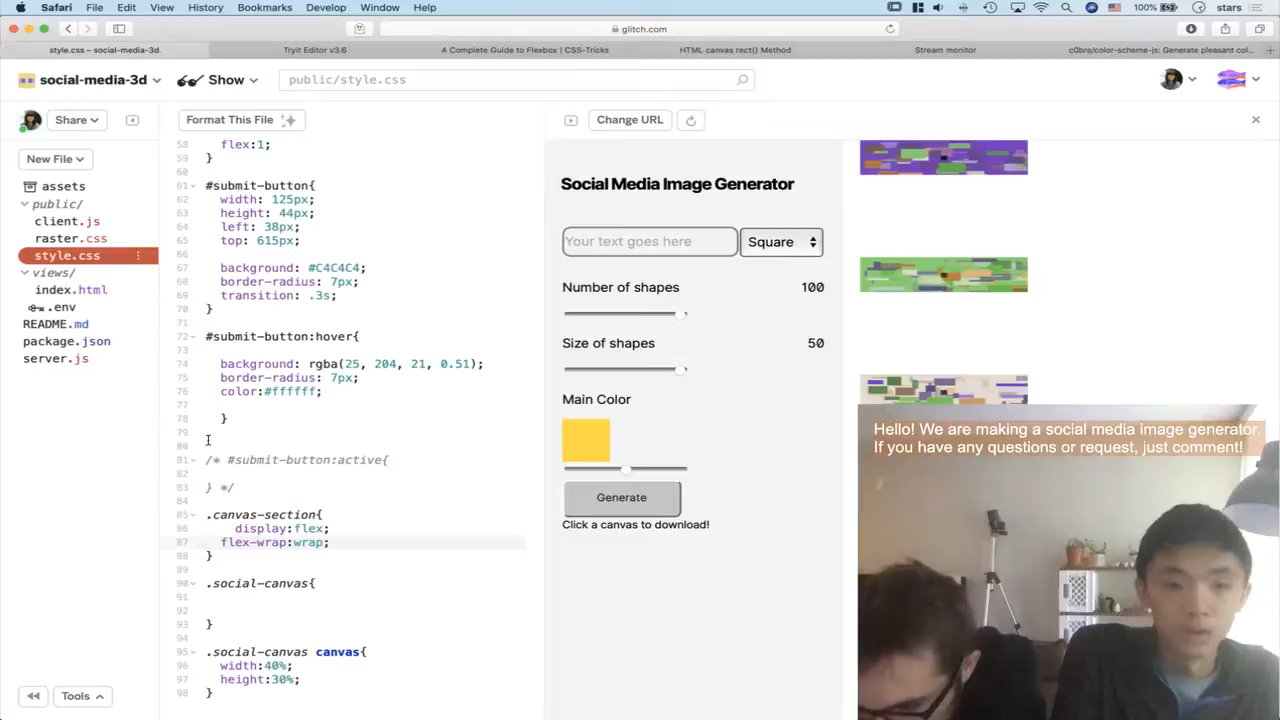 Safari File Edit View History Bookmarks Develop Window Help 100% stars
glitch.com
style.css – social-media-3d Tryit Editor v3.6 A Complete Guide to Flexbox | CSS-Tricks HTML canvas rect() Method Stream monitor c0bra/color-scheme-js: Generate pleasant col...
social-media-3d Show public/style.css
Share Format This File Change URL
New File
assets
public/
client.js
raster.css
style.css
views/
index.html
.env
README.md
package.json
server.js
Tools
58 flex:1;
59 }
60
61 #submit-button{
62 width: 125px;
63 height: 44px;
64 left: 38px;
65 top: 615px;
66
67 background: #C4C4C4;
68 border-radius: 7px;
69 transition: .3s;
70 }
71
72 #submit-button:hover{
73
74 background: rgba(25, 204, 21, 0.51);
75 border-radius: 7px;
76 color:#ffffff;
77
78 }
79
80
81 /* #submit-button:active{
82
83 } */
84
85 .canvas-section{
86 display:flex;
87 flex-wrap:wrap;
88 }
89
90 .social-canvas{
91
92
93 }
94
95 .social-canvas canvas{
96 width:40%;
97 height:30%;
98 }
Social Media Image Generator
Your text goes here Square
Number of shapes 100
Size of shapes 50
Main Color
Generate
Click a canvas to download!
Hello! We are making a social media image generator.
If you have any questions or request, just comment!